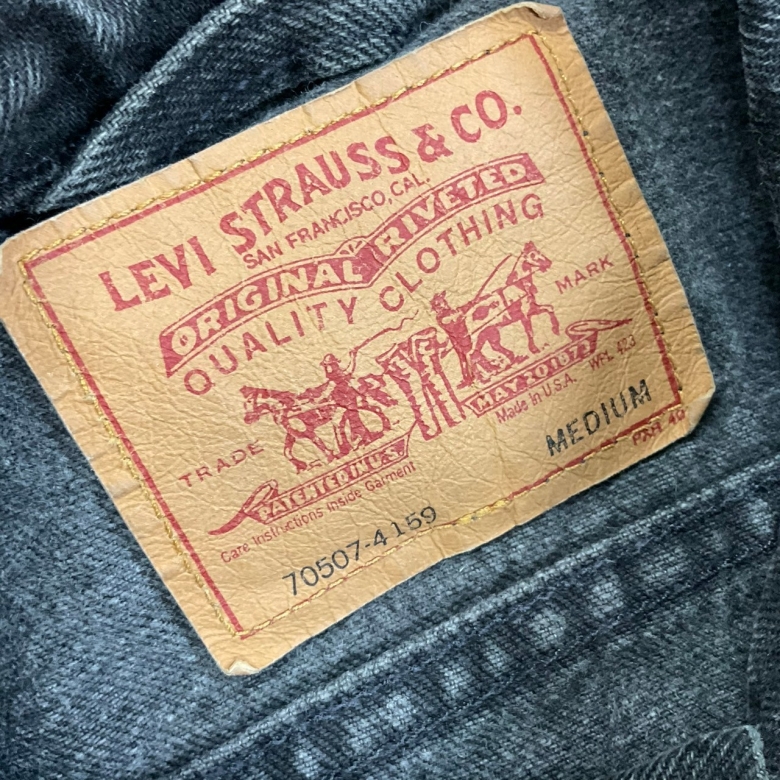 LEVI STRAUSS & CO.
SAN FRANCISCO, CAL.
ORIGINAL RIVETED
QUALITY CLOTHING
TRADE MARK
PATENTED IN U.S. MAY 20 1873
Care Instructions Inside Garment
Made in U.S.A. WPL 423
70507-4159
MEDIUM